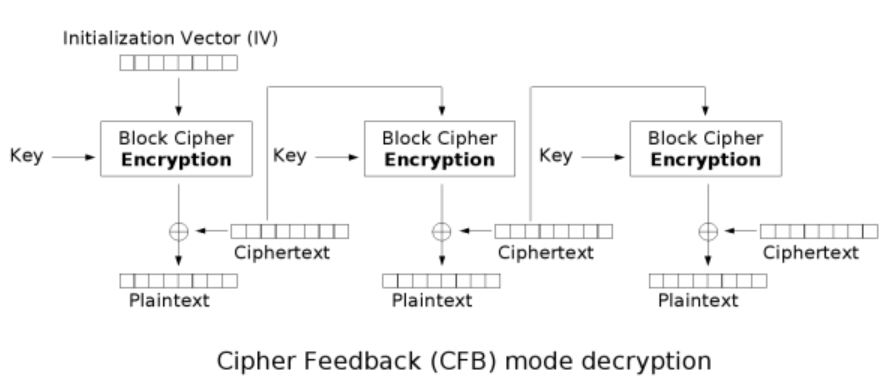 Initialization Vector (IV)
Block Cipher
Encryption
Key
Block Cipher
Encryption
Key
Block Cipher
Encryption
Key
Ciphertext
Ciphertext
Ciphertext
Plaintext
Plaintext
Plaintext
Cipher Feedback (CFB) mode decryption